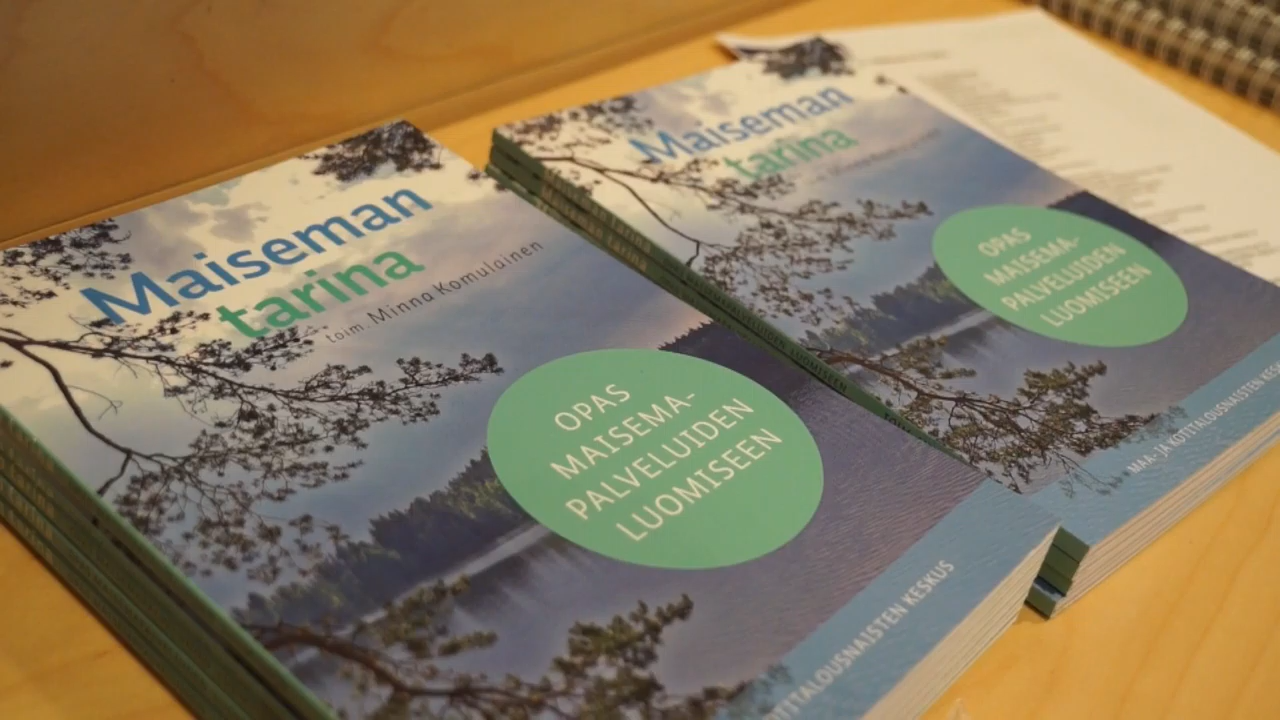 Maiseman
tarina
toim. Minna Komulainen
OPAS
MAISEMA-
PALVELUIDEN
LUOMISEEN
KOTITALOUSNAISTEN KESKUS
Maiseman
tarina
OPAS
MAISEMA-
PALVELUIDEN
LUOMISEEN
MAA- JA KOTITALOUSNAISTEN